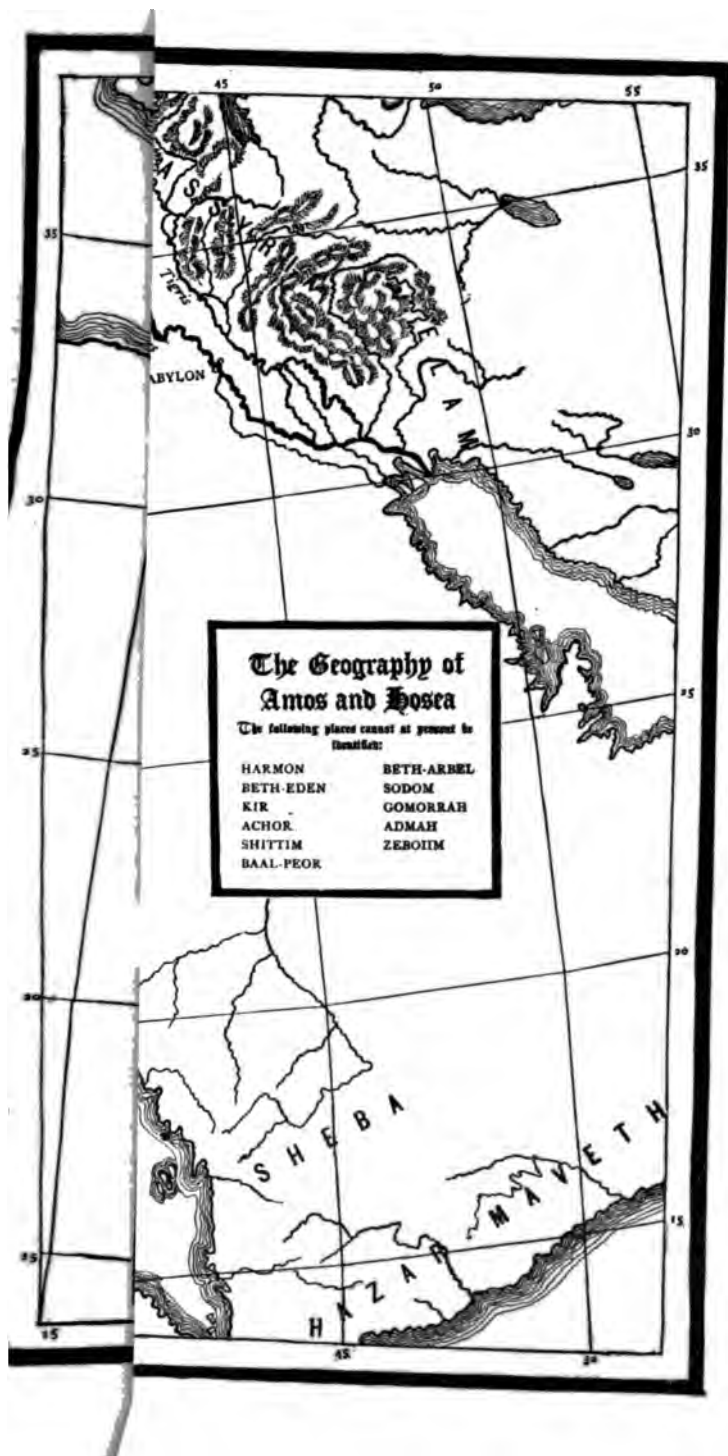 45 50 55
35
35
ASSYRIA
Tigris
ELAM
ABYLON
30
30
The Geography of
Amos and Hosea
The following places cannot at present be
identified:
HARMON BETH-ARBEL
BETH-EDEN SODOM
KIR GOMORRAH
ACHOR ADMAH
SHITTIM ZEBOIIM
BAAL-PEOR
25
25
20
20
SHEBA
HAZARMAVETH
15
15
45